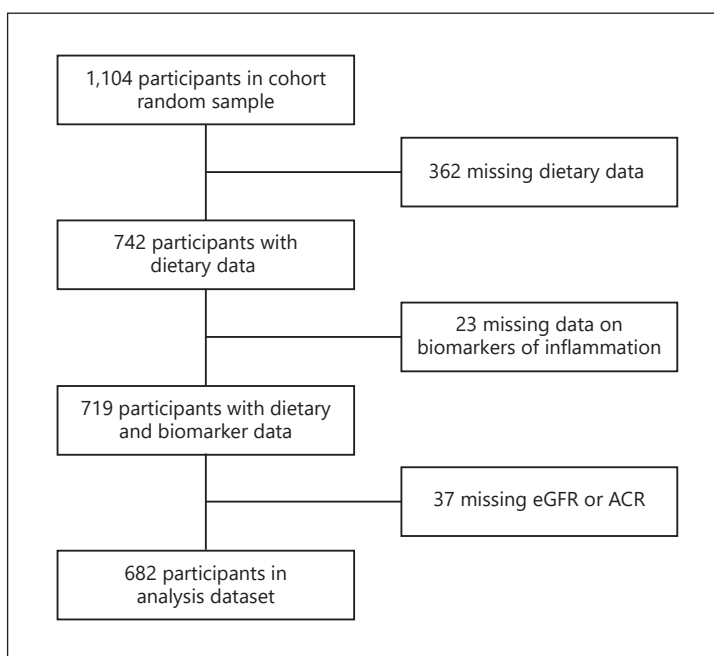 1,104 participants in cohort
random sample
362 missing dietary data
742 participants with
dietary data
23 missing data on
biomarkers of inflammation
719 participants with dietary
and biomarker data
37 missing eGFR or ACR
682 participants in
analysis dataset